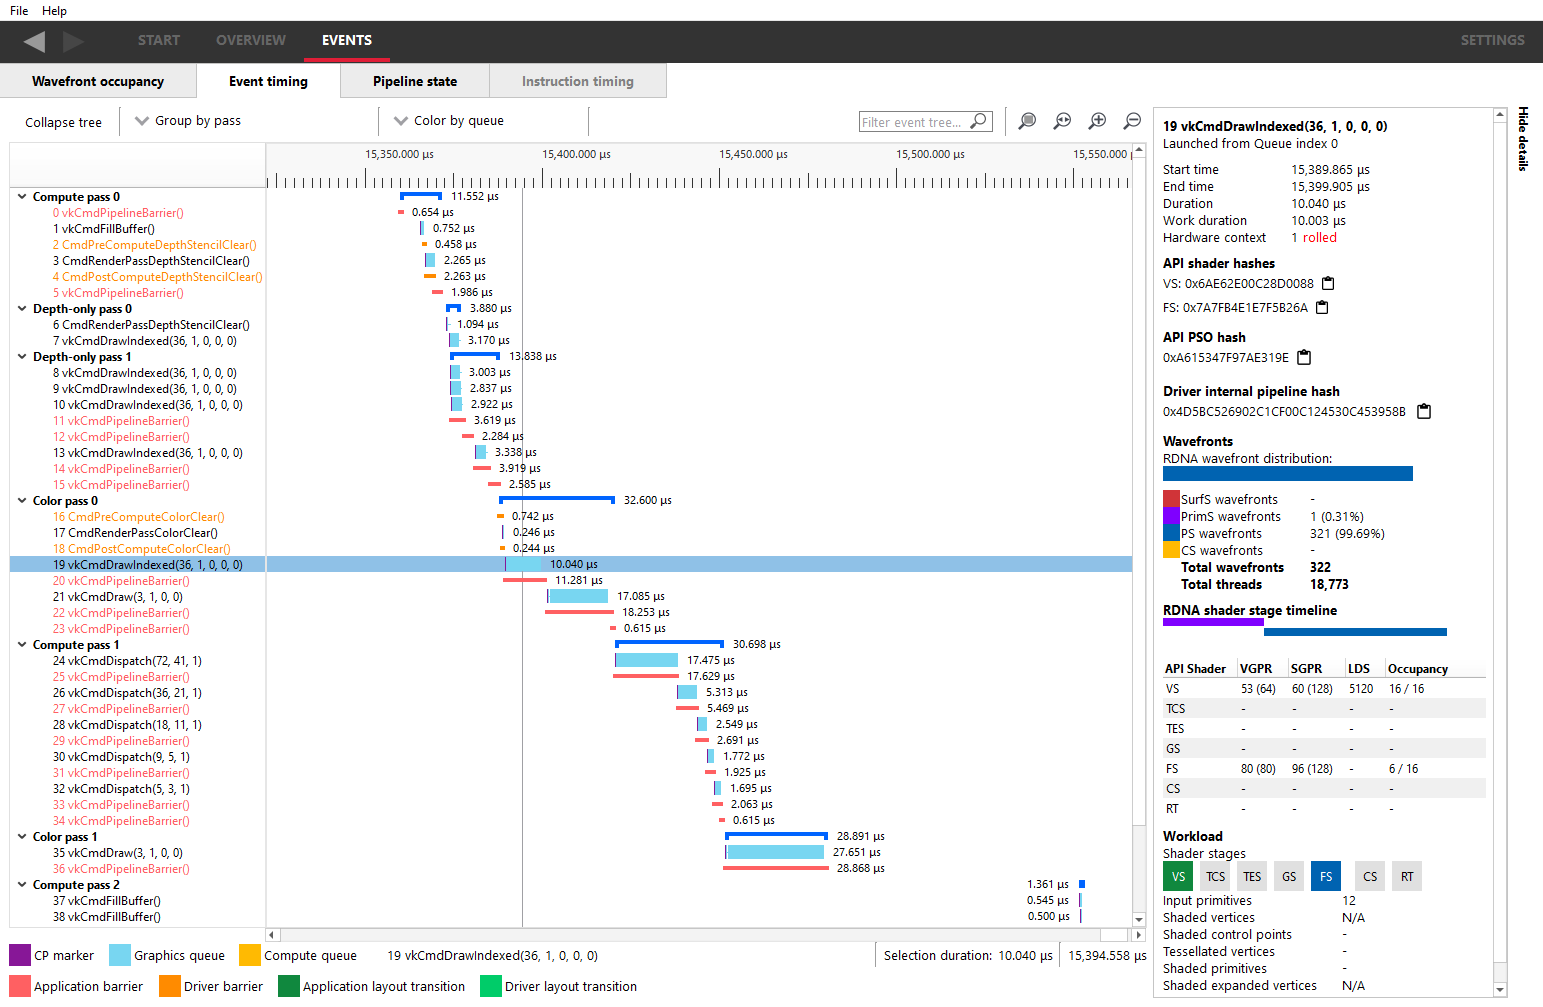 File Help
START OVERVIEW EVENTS SETTINGS
Wavefront occupancy Event timing Pipeline state Instruction timing
Collapse tree Group by pass Color by queue Filter event tree...
15,350.000 μs 15,400.000 μs 15,450.000 μs 15,500.000 μs 15,550.000 μ
Compute pass 0 11.552 μs
0 vkCmdPipelineBarrier() 0.654 μs
1 vkCmdFillBuffer() 0.752 μs
2 CmdPreComputeDepthStencilClear() 0.458 μs
3 CmdRenderPassDepthStencilClear() 2.265 μs
4 CmdPostComputeDepthStencilClear() 2.263 μs
5 vkCmdPipelineBarrier() 1.986 μs
Depth-only pass 0 3.880 μs
6 CmdRenderPassDepthStencilClear() 1.094 μs
7 vkCmdDrawIndexed(36, 1, 0, 0, 0) 3.170 μs
Depth-only pass 1 13.838 μs
8 vkCmdDrawIndexed(36, 1, 0, 0, 0) 3.003 μs
9 vkCmdDrawIndexed(36, 1, 0, 0, 0) 2.837 μs
10 vkCmdDrawIndexed(36, 1, 0, 0, 0) 2.922 μs
11 vkCmdPipelineBarrier() 3.619 μs
12 vkCmdPipelineBarrier() 2.284 μs
13 vkCmdDrawIndexed(36, 1, 0, 0, 0) 3.338 μs
14 vkCmdPipelineBarrier() 3.919 μs
15 vkCmdPipelineBarrier() 2.585 μs
Color pass 0 32.600 μs
16 CmdPreComputeColorClear() 0.742 μs
17 CmdRenderPassColorClear() 0.246 μs
18 CmdPostComputeColorClear() 0.244 μs
19 vkCmdDrawIndexed(36, 1, 0, 0, 0) 10.040 μs
20 vkCmdPipelineBarrier() 11.281 μs
21 vkCmdDraw(3, 1, 0, 0) 17.085 μs
22 vkCmdPipelineBarrier() 18.253 μs
23 vkCmdPipelineBarrier() 0.615 μs
Compute pass 1 30.698 μs
24 vkCmdDispatch(72, 41, 1) 17.475 μs
25 vkCmdPipelineBarrier() 17.629 μs
26 vkCmdDispatch(36, 21, 1) 5.313 μs
27 vkCmdPipelineBarrier() 5.469 μs
28 vkCmdDispatch(18, 11, 1) 2.549 μs
29 vkCmdPipelineBarrier() 2.691 μs
30 vkCmdDispatch(9, 5, 1) 1.772 μs
31 vkCmdPipelineBarrier() 1.925 μs
32 vkCmdDispatch(5, 3, 1) 1.695 μs
33 vkCmdPipelineBarrier() 2.063 μs
34 vkCmdPipelineBarrier() 0.615 μs
Color pass 1 28.891 μs
35 vkCmdDraw(3, 1, 0, 0) 27.651 μs
36 vkCmdPipelineBarrier() 28.868 μs
Compute pass 2 1.361 μs
37 vkCmdFillBuffer() 0.545 μs
38 vkCmdFillBuffer() 0.500 μs
CP marker Graphics queue Compute queue 19 vkCmdDrawIndexed(36, 1, 0, 0, 0) Selection duration: 10.040 μs 15,394.558 μs
Application barrier Driver barrier Application layout transition Driver layout transition
19 vkCmdDrawIndexed(36, 1, 0, 0, 0)
Launched from Queue index 0
Start time 15,389.865 μs
End time 15,399.905 μs
Duration 10.040 μs
Work duration 10.003 μs
Hardware context 1 rolled
API shader hashes
VS: 0x6AE62E00C28D0088
FS: 0x7A7FB4E1E7F5B26A
API PSO hash
0xA615347F97AE319E
Driver internal pipeline hash
0x4D5BC526902C1CF00C124530C453958B
Wavefronts
RDNA wavefront distribution:
SurfS wavefronts -
PrimS wavefronts 1 (0.31%)
PS wavefronts 321 (99.69%)
CS wavefronts -
Total wavefronts 322
Total threads 18,773
RDNA shader stage timeline
API Shader VGPR SGPR LDS Occupancy
VS 53 (64) 60 (128) 5120 16 / 16
TCS - - - -
TES - - - -
GS - - - -
FS 80 (80) 96 (128) - 6 / 16
CS - - - -
RT - - - -
Workload
Shader stages
VS TCS TES GS FS CS RT
Input primitives 12
Shaded vertices N/A
Shaded control points -
Tessellated vertices -
Shaded primitives -
Shaded expanded vertices N/A
Hide details